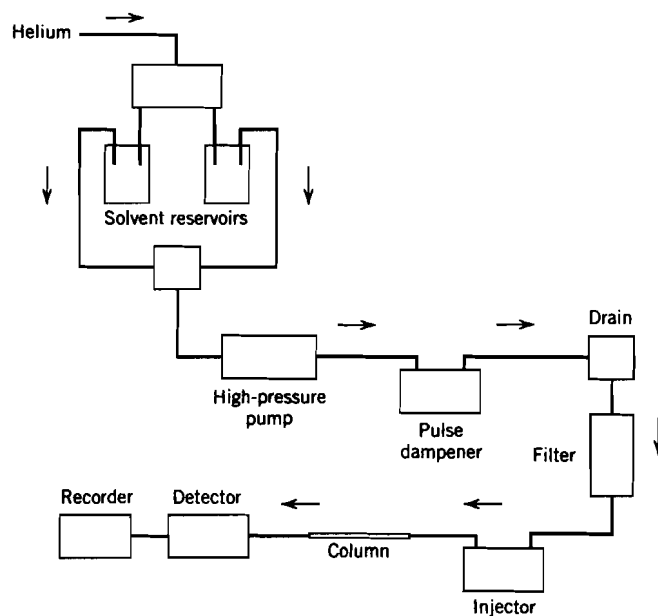 Helium
Solvent reservoirs
Drain
High-pressure
pump
Pulse
dampener
Filter
Recorder
Detector
Column
Injector